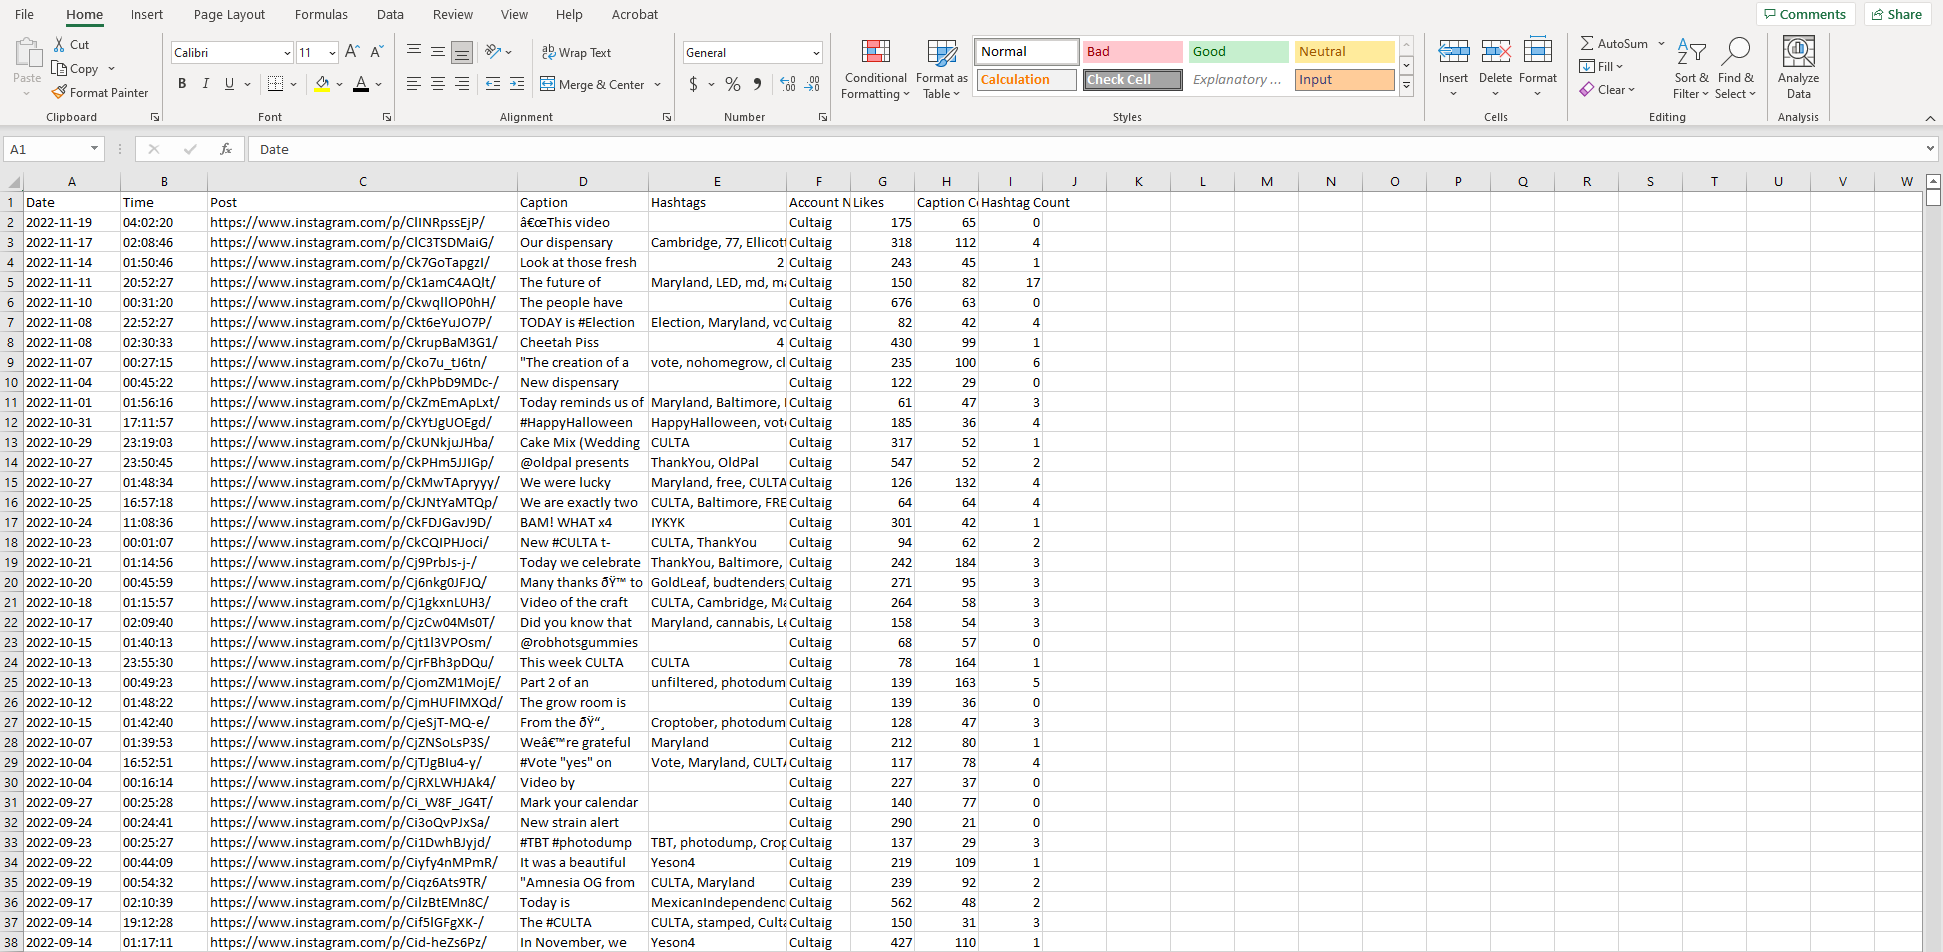 File Home Insert Page Layout Formulas Data Review View Help Acrobat Comments Share
Paste Cut Copy Format Painter Clipboard
Calibri 11 A A B I U A Font
ab Wrap Text Merge & Center Alignment
General $ % Number
Conditional Formatting Format as Table
Normal Bad Good Neutral
Calculation Check Cell Explanatory ... Input
Styles
Insert Delete Format Cells
AutoSum Fill Clear Sort & Filter Find & Select Editing
Analyze Data Analysis
A1 fx Date
A B C D E F G H I J K L M N O P Q R S T U V W
1 Date Time Post Caption Hashtags Account N Likes Caption Co Hashtag Count
2 2022-11-19 04:02:20 https://www.instagram.com/p/ClINRpssEjP/ â€œThis video Cultaig 175 65 0
3 2022-11-17 02:08:46 https://www.instagram.com/p/ClC3TSDMaiG/ Our dispensary Cambridge, 77, Ellicott Cultaig 318 112 4
4 2022-11-14 01:50:46 https://www.instagram.com/p/Ck7GoTapgzI/ Look at those fresh 2 Cultaig 243 45 1
5 2022-11-11 20:52:27 https://www.instagram.com/p/Ck1amC4AQlt/ The future of Maryland, LED, md, ma Cultaig 150 82 17
6 2022-11-10 00:31:20 https://www.instagram.com/p/CkwqllOP0hH/ The people have Cultaig 676 63 0
7 2022-11-08 22:52:27 https://www.instagram.com/p/Ckt6eYuJO7P/ TODAY is #Election Election, Maryland, vo Cultaig 82 42 4
8 2022-11-08 02:30:33 https://www.instagram.com/p/CkrupBaM3G1/ Cheetah Piss 4 Cultaig 430 99 1
9 2022-11-07 00:27:15 https://www.instagram.com/p/Cko7u_tJ6tn/ "The creation of a vote, nohomegrow, cl Cultaig 235 100 6
10 2022-11-04 00:45:22 https://www.instagram.com/p/CkhPbD9MDc-/ New dispensary Cultaig 122 29 0
11 2022-11-01 01:56:16 https://www.instagram.com/p/CkZmEmApLxt/ Today reminds us of Maryland, Baltimore, Cultaig 61 47 3
12 2022-10-31 17:11:57 https://www.instagram.com/p/CkYtJgUOEgd/ #HappyHalloween HappyHalloween, vot Cultaig 185 36 4
13 2022-10-29 23:19:03 https://www.instagram.com/p/CkUNkjuJHba/ Cake Mix (Wedding CULTA Cultaig 317 52 1
14 2022-10-27 23:50:45 https://www.instagram.com/p/CkPHm5JJIGp/ @oldpal presents ThankYou, OldPal Cultaig 547 52 2
15 2022-10-27 01:48:34 https://www.instagram.com/p/CkMwTApryyy/ We were lucky Maryland, free, CULTA Cultaig 126 132 4
16 2022-10-25 16:57:18 https://www.instagram.com/p/CkJNtYaMTQp/ We are exactly two CULTA, Baltimore, FRE Cultaig 64 64 4
17 2022-10-24 11:08:36 https://www.instagram.com/p/CkFDJGavJ9D/ BAM! WHAT x4 IYKYK Cultaig 301 42 1
18 2022-10-23 00:01:07 https://www.instagram.com/p/CkCQIPHJoci/ New #CULTA t- CULTA, ThankYou Cultaig 94 62 2
19 2022-10-21 01:14:56 https://www.instagram.com/p/Cj9PrbJs-j-/ Today we celebrate ThankYou, Baltimore, Cultaig 242 184 3
20 2022-10-20 00:45:59 https://www.instagram.com/p/Cj6nkg0JFJQ/ Many thanks ðŸ™ to GoldLeaf, budtenders Cultaig 271 95 3
21 2022-10-18 01:15:57 https://www.instagram.com/p/Cj1gkxnLUH3/ Video of the craft CULTA, Cambridge, Ma Cultaig 264 58 3
22 2022-10-17 02:09:40 https://www.instagram.com/p/CjzCw04Ms0T/ Did you know that Maryland, cannabis, Le Cultaig 158 54 3
23 2022-10-15 01:40:13 https://www.instagram.com/p/Cjt1l3VPOsm/ @robhotsgummies Cultaig 68 57 0
24 2022-10-13 23:55:30 https://www.instagram.com/p/CjrFBh3pDQu/ This week CULTA CULTA Cultaig 78 164 1
25 2022-10-13 00:49:23 https://www.instagram.com/p/CjomZM1MojE/ Part 2 of an unfiltered, photodum Cultaig 139 163 5
26 2022-10-12 01:48:22 https://www.instagram.com/p/CjmHUFIMXQd/ The grow room is Cultaig 139 36 0
27 2022-10-15 01:42:40 https://www.instagram.com/p/CjeSjT-MQ-e/ From the ðŸ“¸ Croptober, photodum Cultaig 128 47 3
28 2022-10-07 01:39:53 https://www.instagram.com/p/CjZNSoLsP3S/ Weâ€™re grateful Maryland Cultaig 212 80 1
29 2022-10-04 16:52:51 https://www.instagram.com/p/CjTJgBIu4-y/ #Vote "yes" on Vote, Maryland, CULTA Cultaig 117 78 4
30 2022-10-04 00:16:14 https://www.instagram.com/p/CjRXLWHJAk4/ Video by Cultaig 227 37 0
31 2022-09-27 00:25:28 https://www.instagram.com/p/Ci_W8F_JG4T/ Mark your calendar Cultaig 140 77 0
32 2022-09-24 00:24:41 https://www.instagram.com/p/Ci3oQvPJxSa/ New strain alert Cultaig 290 21 0
33 2022-09-23 00:25:27 https://www.instagram.com/p/Ci1DwhBJyjd/ #TBT #photodump TBT, photodump, Crop Cultaig 137 29 3
34 2022-09-22 00:44:09 https://www.instagram.com/p/Ciyfy4nMPmR/ It was a beautiful Yeson4 Cultaig 219 109 1
35 2022-09-19 00:54:32 https://www.instagram.com/p/Ciqz6Ats9TR/ "Amnesia OG from CULTA, Maryland Cultaig 239 92 2
36 2022-09-17 02:10:39 https://www.instagram.com/p/CilzBtEMn8C/ Today is MexicanIndependenc Cultaig 562 48 2
37 2022-09-14 19:12:28 https://www.instagram.com/p/Cif5lGFgXK-/ The #CULTA CULTA, stamped, Culta Cultaig 150 31 3
38 2022-09-14 01:17:11 https://www.instagram.com/p/Cid-heZs6Pz/ In November, we Yeson4 Cultaig 427 110 1